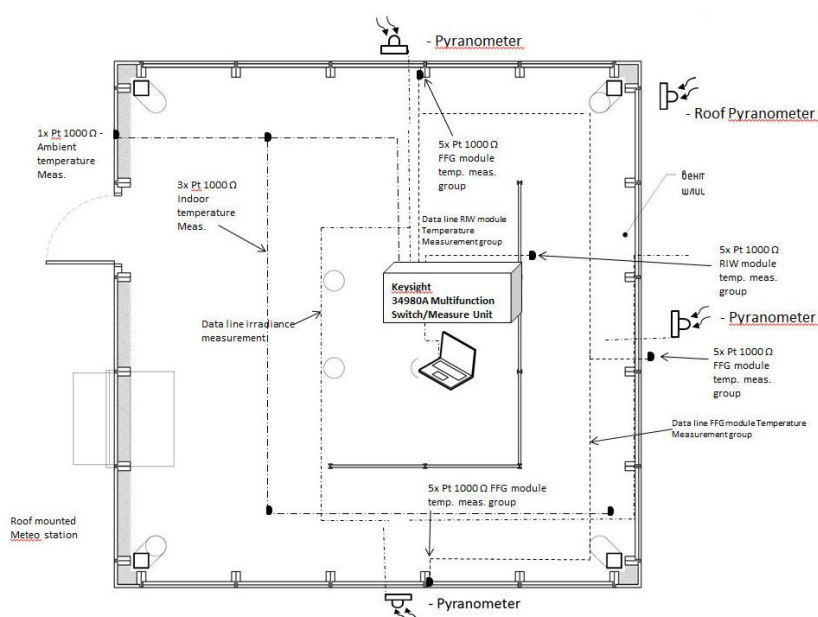 - Pyranometer
- Roof Pyranometer
1x Pt 1000 Ω -
Ambient
temperature
Meas.
5x Pt 1000 Ω
FFG module
temp. meas.
group
3x Pt 1000 Ω
Indoor
temperature
Meas.
вент
шлиц
Data line RIW module
Temperature
Measurement group
5x Pt 1000 Ω
RIW module
temp. meas.
group
Keysight
34980A Multifunction
Switch/Measure Unit
- Pyranometer
Data line irradiance
measurement
5x Pt 1000 Ω
FFG module
temp. meas.
group
Data line FFG module Temperature
Measurement group
5x Pt 1000 Ω FFG module
temp. meas. group
Roof mounted
Meteo station
- Pyranometer